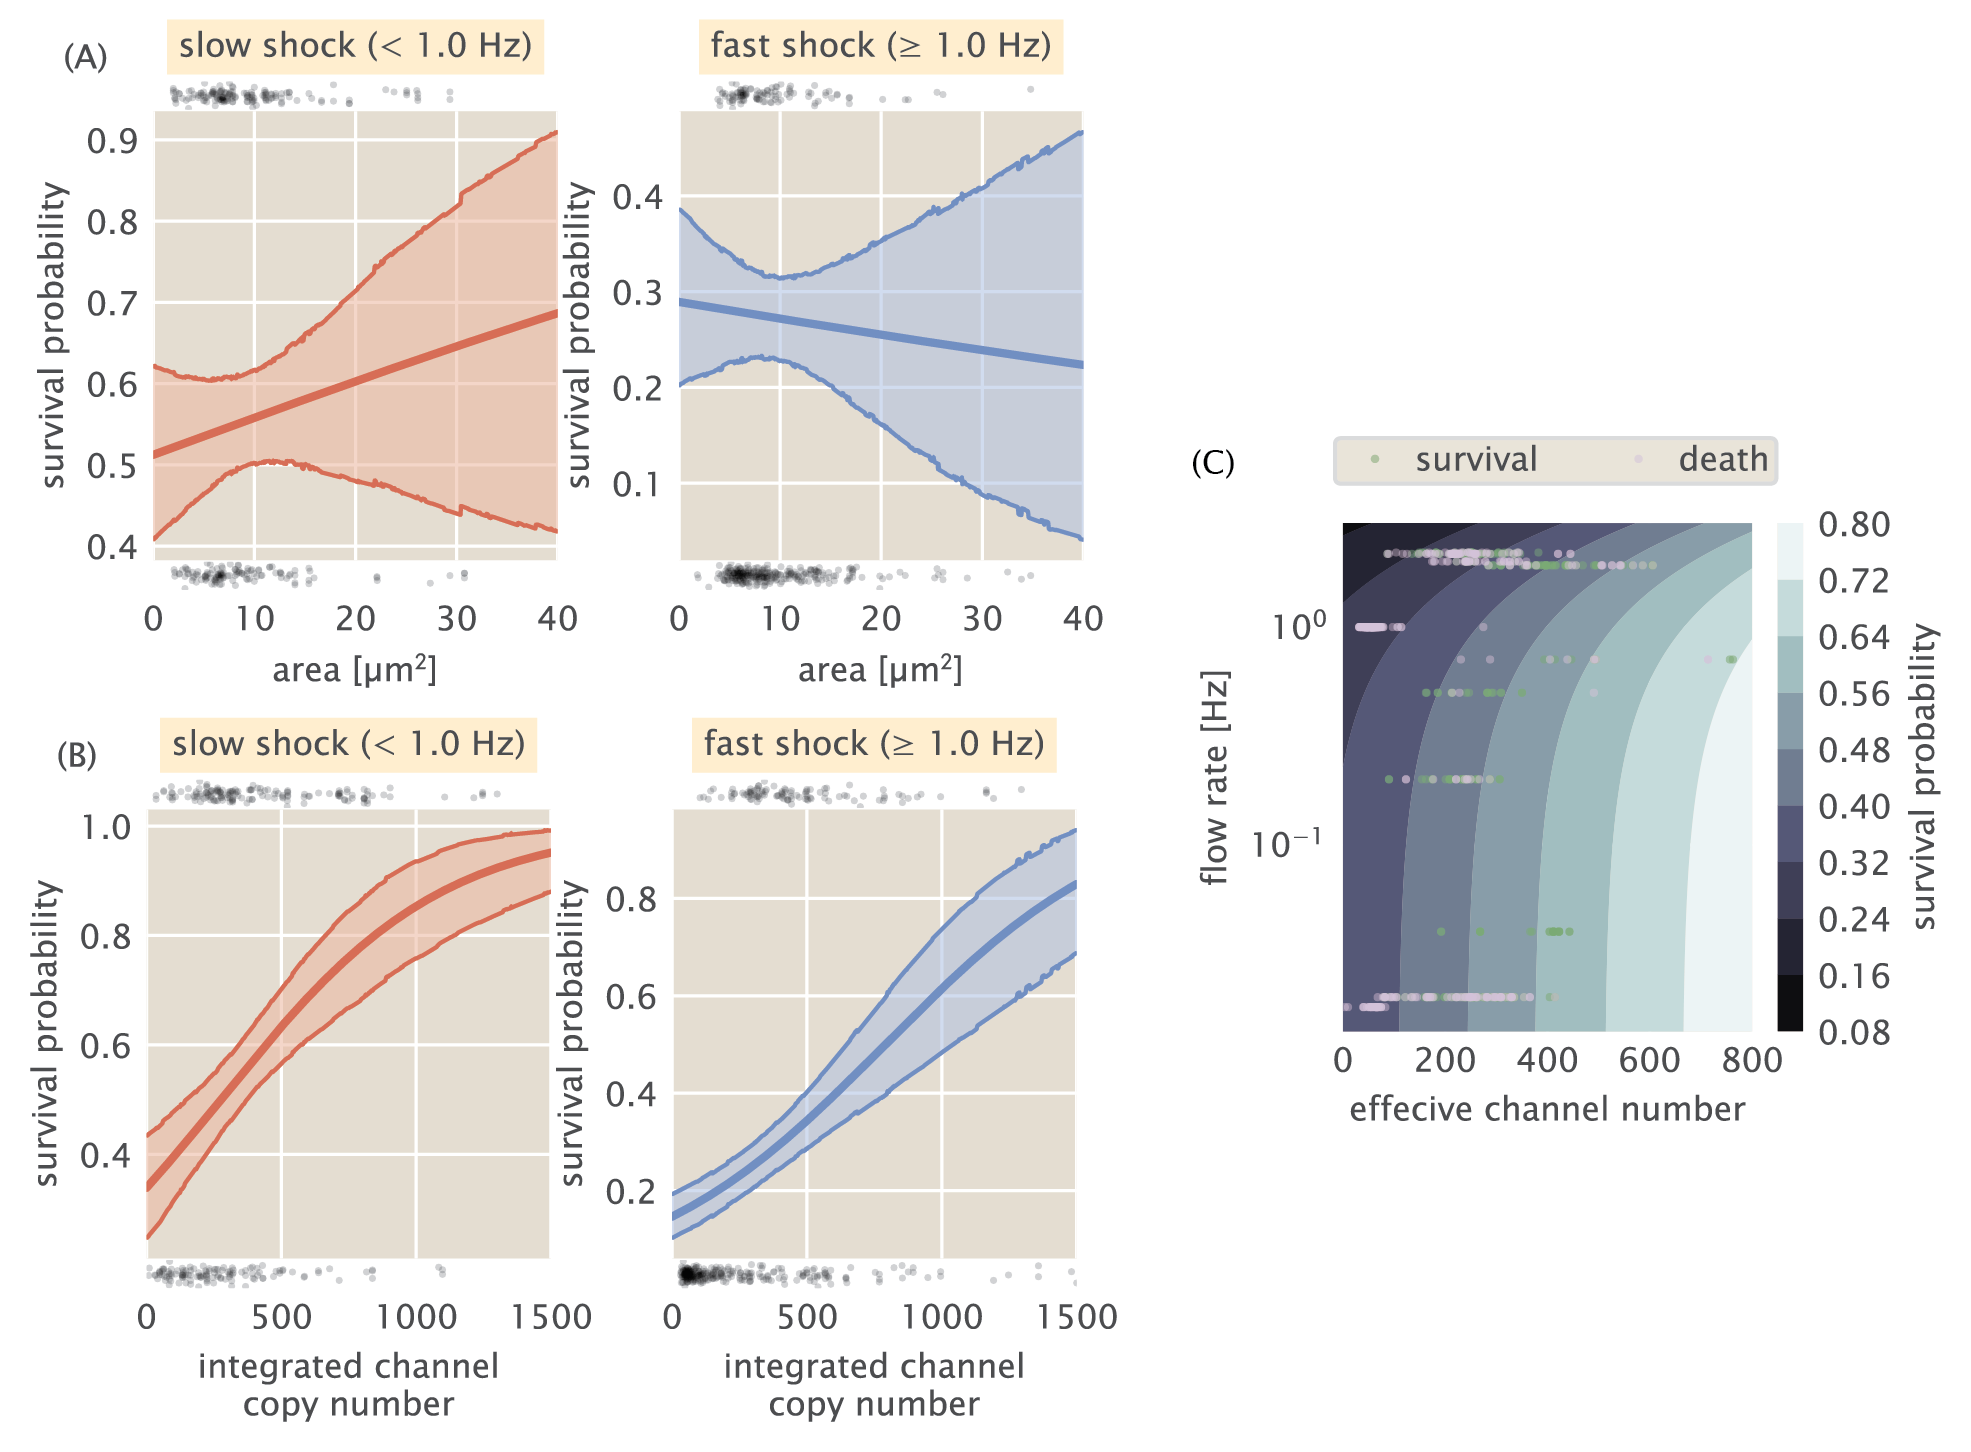 (A)
slow shock (< 1.0 Hz)
fast shock (≥ 1.0 Hz)
survival probability
0.9
0.8
0.7
0.6
0.5
0.4
0 10 20 30 40
area [µm²]
survival probability
0.4
0.3
0.2
0.1
0 10 20 30 40
area [µm²]
(B)
slow shock (< 1.0 Hz)
fast shock (≥ 1.0 Hz)
survival probability
1.0
0.8
0.6
0.4
0 500 1000 1500
integrated channel
copy number
survival probability
0.8
0.6
0.4
0.2
0 500 1000 1500
integrated channel
copy number
(C)
survival death
flow rate [Hz]
10⁰
10⁻¹
0 200 400 600 800
effecive channel number
0.80
0.72
0.64
0.56
0.48
0.40
0.32
0.24
0.16
0.08
survival probability